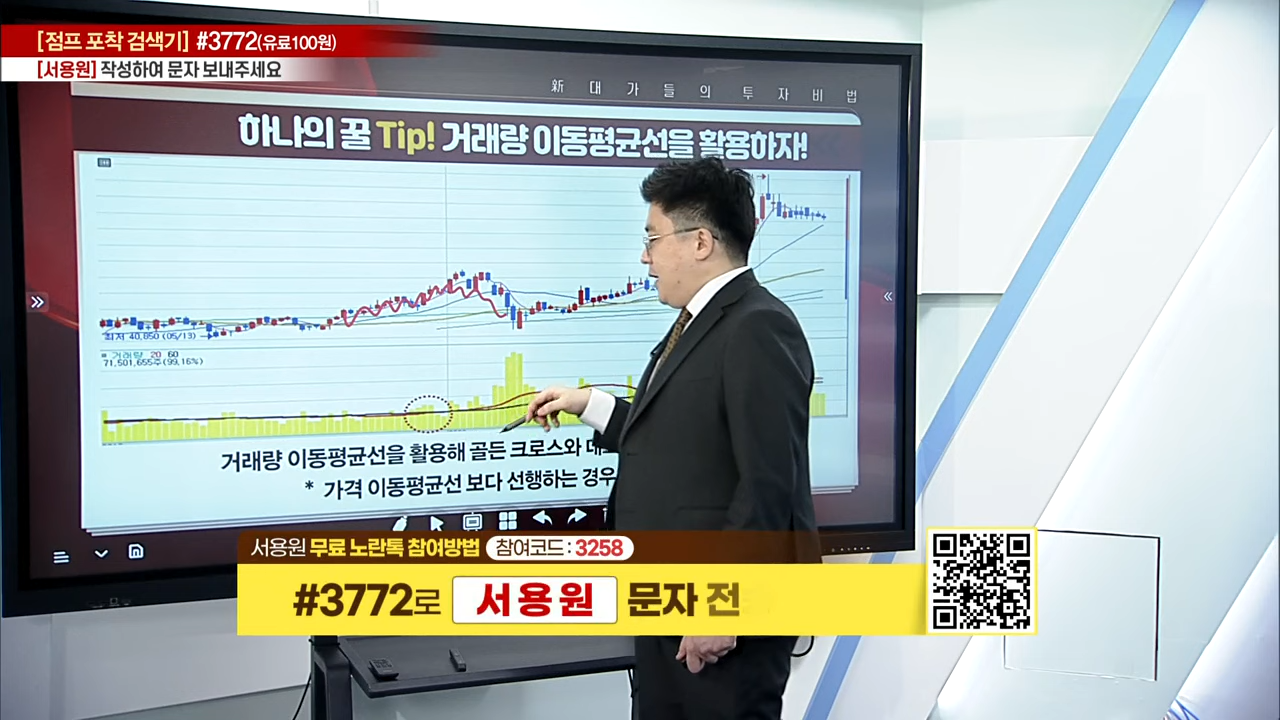 [점프 포착 검색기] #3772(유료100원)
[서용원] 작성하여 문자 보내주세요
新 대 가 들 의 투 자 비 법
하나의 꿀 Tip! 거래량 이동평균선을 활용하자!
최저 40,850 (05/13)
거래량 20 60
71,501,655주(99,16%)
거래량 이동평균선을 활용해 골든 크로스와
* 가격 이동평균선 보다 선행하는 경우
서용원 무료 노란톡 참여방법 참여코드 : 3258
#3772로 서용원 문자 전